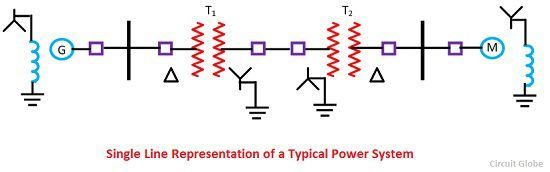 T1
T2
G
M
Single Line Representation of a Typical Power System
Circuit Globe